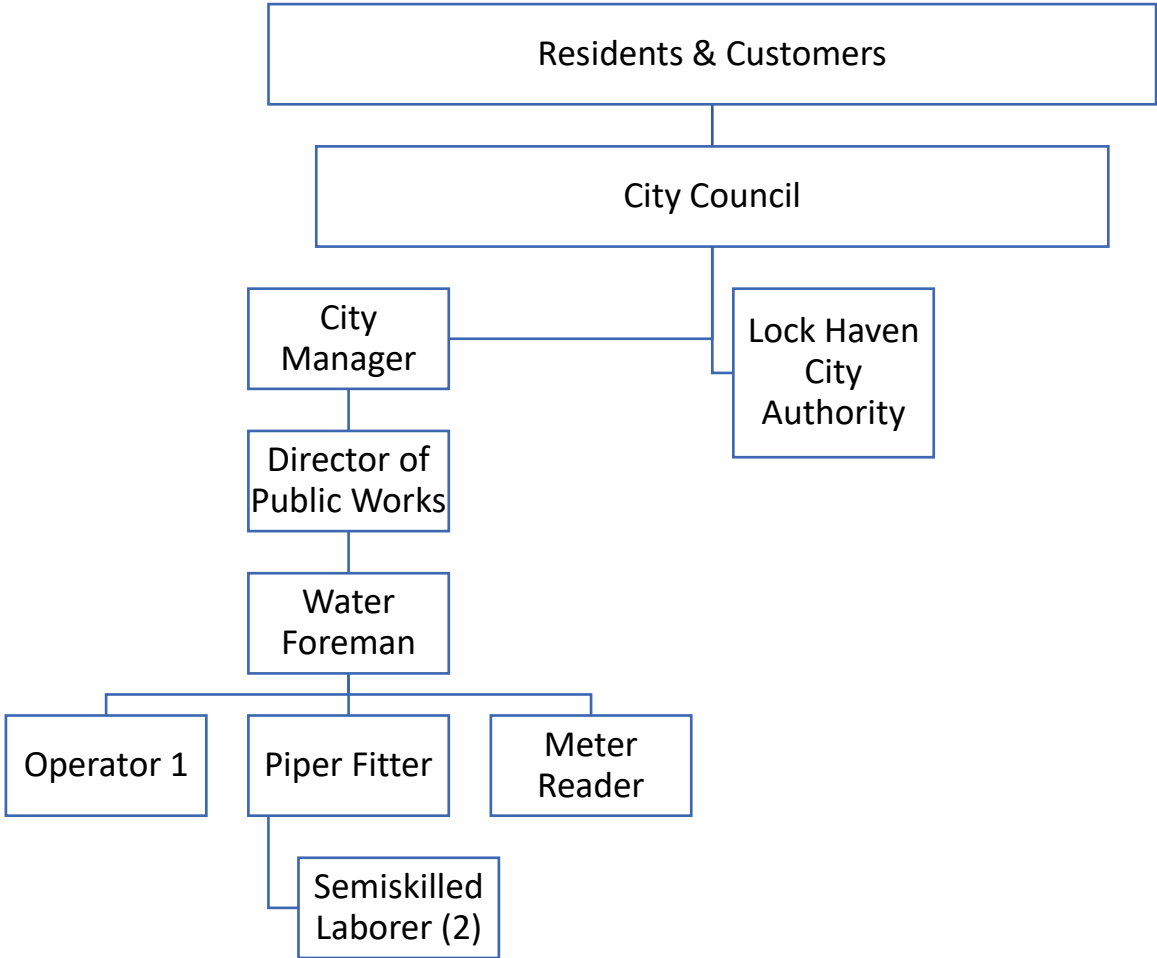 Residents & Customers
City Council
City
Manager
Lock Haven
City
Authority
Director of
Public Works
Water
Foreman
Operator 1
Piper Fitter
Meter
Reader
Semiskilled
Laborer (2)